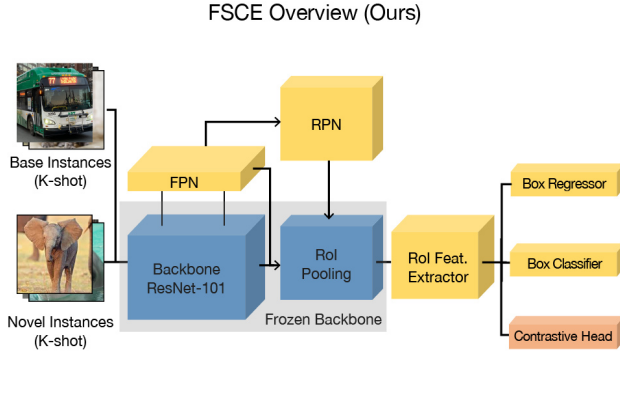 FSCE Overview (Ours)
Base Instances
(K-shot)
Novel Instances
(K-shot)
FPN
RPN
Backbone
ResNet-101
RoI
Pooling
Frozen Backbone
RoI Feat.
Extractor
Box Regressor
Box Classifier
Contrastive Head